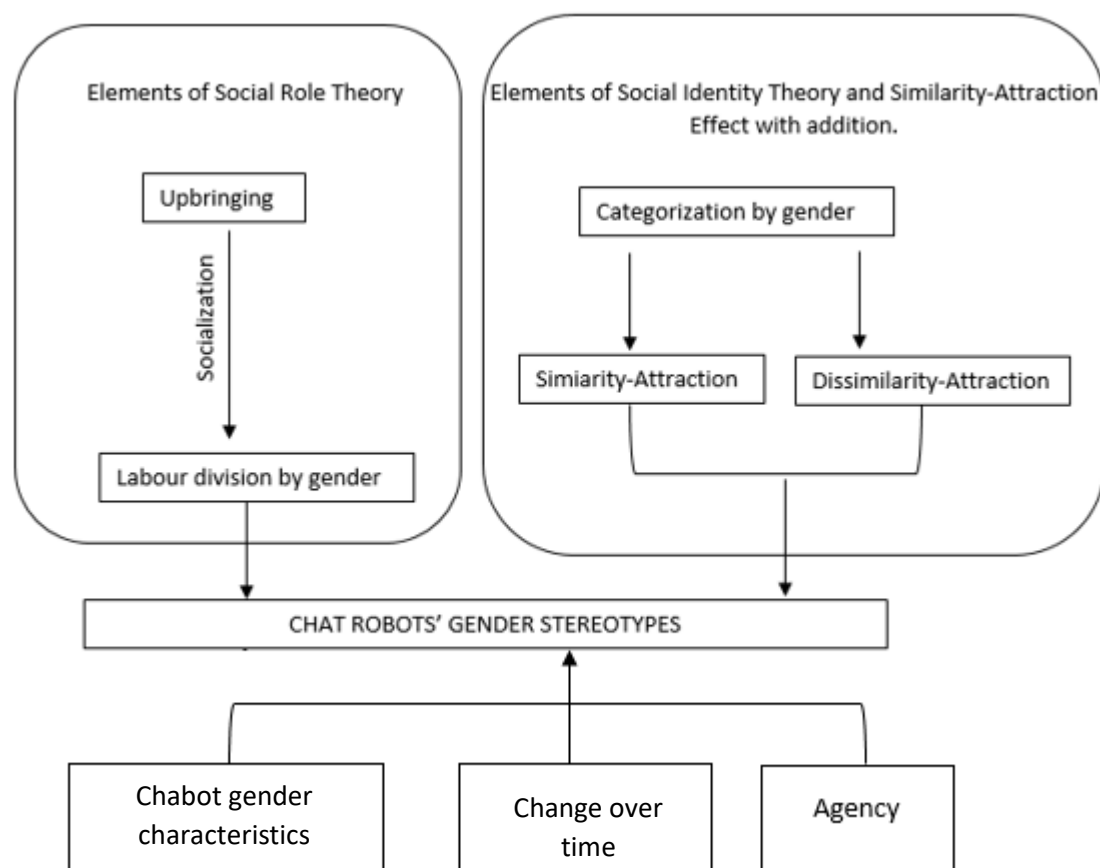 Elements of Social Role Theory
Upbringing
Socialization
Labour division by gender
Elements of Social Identity Theory and Similarity-Attraction
Effect with addition.
Categorization by gender
Simiarity-Attraction
Dissimilarity-Attraction
CHAT ROBOTS’ GENDER STEREOTYPES
Chabot gender
characteristics
Change over
time
Agency